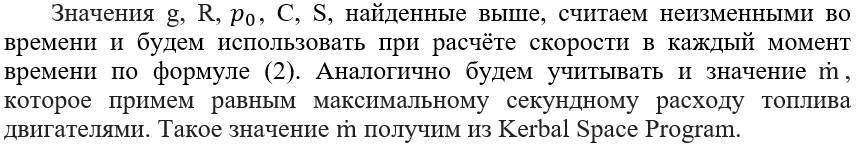 Значения g, R, 𝑝₀, C, S, найденные выше, считаем неизменными во
времени и будем использовать при расчёте скорости в каждый момент
времени по формуле (2). Аналогично будем учитывать и значение ṁ ,
которое примем равным максимальному секундному расходу топлива
двигателями. Такое значение ṁ получим из Kerbal Space Program.